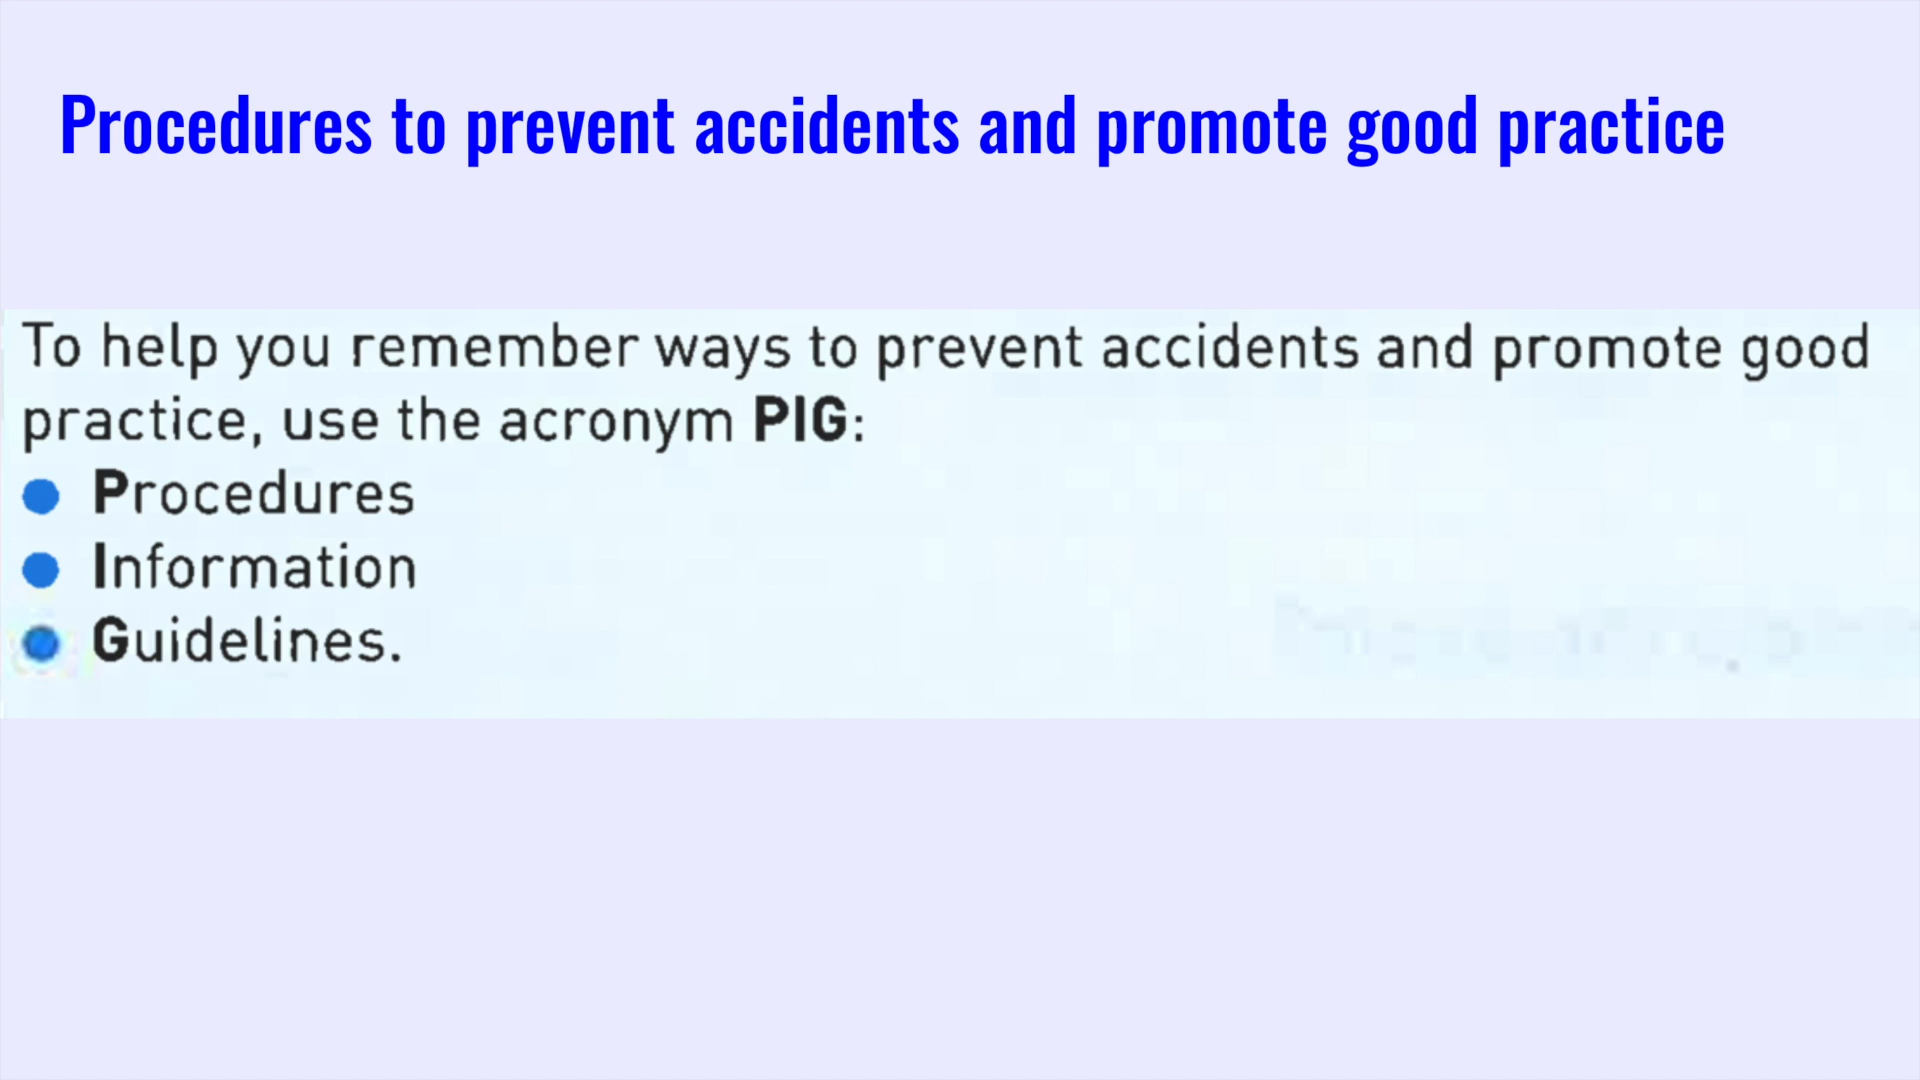 Procedures to prevent accidents and promote good practice
To help you remember ways to prevent accidents and promote good
practice, use the acronym PIG:
● Procedures
● Information
● Guidelines.